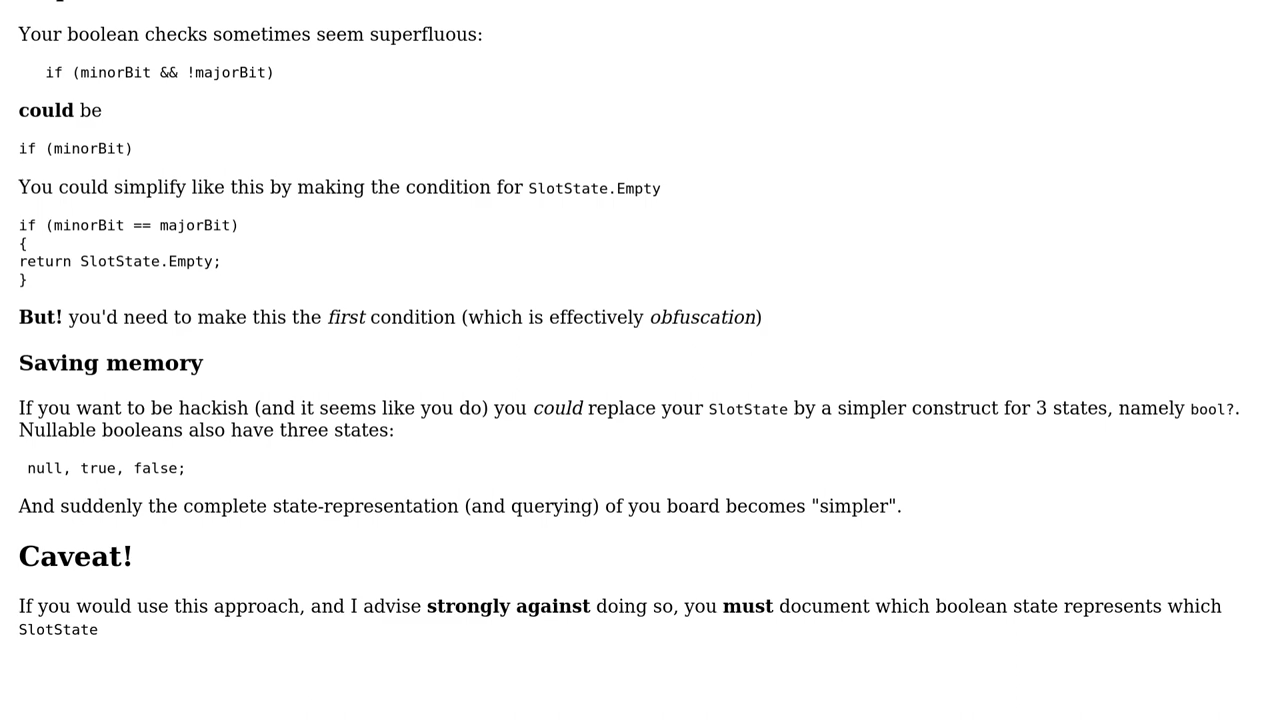 Your boolean checks sometimes seem superfluous:
if (minorBit && !majorBit)
could be
if (minorBit)
You could simplify like this by making the condition for SlotState.Empty
if (minorBit == majorBit)
{
return SlotState.Empty;
}
But! you'd need to make this the first condition (which is effectively obfuscation)
Saving memory
If you want to be hackish (and it seems like you do) you could replace your SlotState by a simpler construct for 3 states, namely bool?.
Nullable booleans also have three states:
null, true, false;
And suddenly the complete state-representation (and querying) of you board becomes "simpler".
Caveat!
If you would use this approach, and I advise strongly against doing so, you must document which boolean state represents which
SlotState